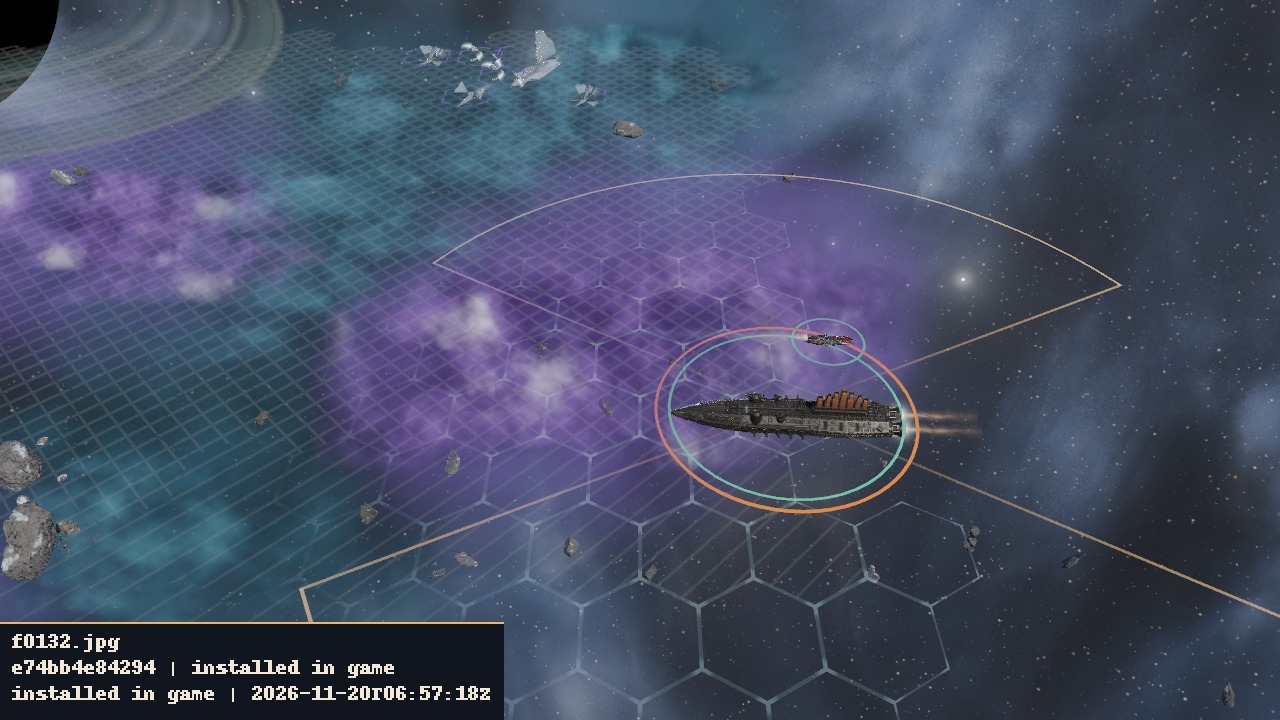 f0132.jpg
e74bb4e84294 | installed in game
installed in game | 2026-11-20T06:57:18Z